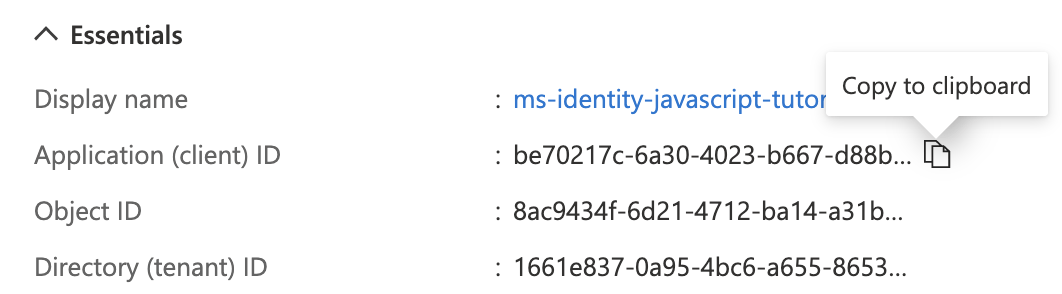 Essentials
Copy to clipboard
Display name : ms-identity-javascript-tutor
Application (client) ID : be70217c-6a30-4023-b667-d88b...
Object ID : 8ac9434f-6d21-4712-ba14-a31b...
Directory (tenant) ID : 1661e837-0a95-4bc6-a655-8653...